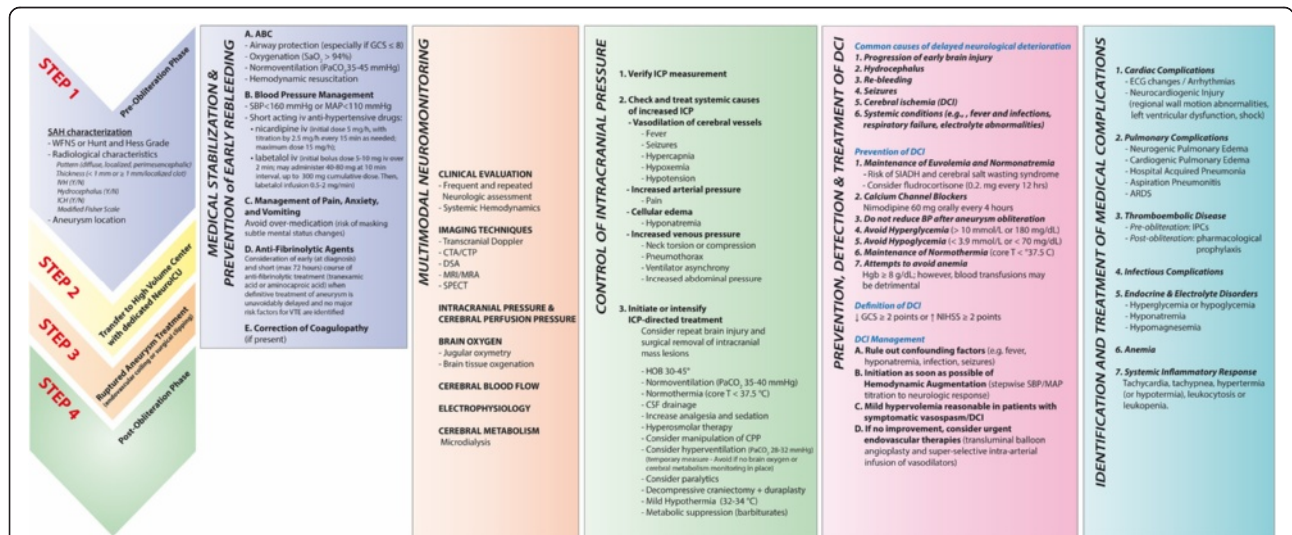 STEP 1
Pre-Obliteration Phase
SAH characterization
- WFNS or Hunt and Hess Grade
- Radiological characteristics
Pattern (diffuse, localized, perimesencephalic)
Thickness (< 1 mm or ≥ 1 mm/localized clot)
IVH (Y/N)
Hydrocephalus (Y/N)
ICH (Y/N)
Modified Fisher Scale
- Aneurysm location
STEP 2
Transfer to High Volume Center
with dedicated NeuroICU
STEP 3
Ruptured Aneurysm Treatment
(endovascular coiling or surgical clipping)
STEP 4
Post-Obliteration Phase
MEDICAL STABILIZATION &
PREVENTION of EARLY REBLEEDING
A. ABC
- Airway protection (especially if GCS ≤ 8)
- Oxygenation (SaO2 > 94%)
- Normoventilation (PaCO2 35-45 mmHg)
- Hemodynamic resuscitation
B. Blood Pressure Management
- SBP<160 mmHg or MAP<110 mmHg
- Short acting iv anti-hypertensive drugs:
• nicardipine iv (initial dose 5 mg/h, with
titration by 2.5 mg/h every 15 min as needed;
maximum dose 15 mg/h);
• labetalol iv (initial bolus dose 5-10 mg iv over
2 min; may administer 40-80 mg at 10 min
interval, up to 300 mg cumulative dose. Then,
labetalol infusion 0.5-2 mg/min)
C. Management of Pain, Anxiety,
and Vomiting
Avoid over-medication (risk of masking
subtle mental status changes)
D. Anti-Fibrinolytic Agents
Consideration of early (at diagnosis) and
short (max 72 hours) course of
anti-fibrinolytic treatment (tranexamic
acid or aminocaproic acid) when
definitive treatment of aneurysm is
unavoidably delayed and no major
risk factors for VTE are identified
E. Correction of Coagulopathy
(if present)
MULTIMODAL NEUROMONITORING
CLINICAL EVALUATION
- Frequent and repeated
Neurologic assessment
- Systemic Hemodynamics
IMAGING TECHNIQUES
- Transcranial Doppler
- CTA/CTP
- DSA
- MRI/MRA
- SPECT
INTRACRANIAL PRESSURE &
CEREBRAL PERFUSION PRESSURE
BRAIN OXYGEN
- Jugular oxymetry
- Brain tissue oxgenation
CEREBRAL BLOOD FLOW
ELECTROPHYSIOLOGY
CEREBRAL METABOLISM
Microdialysis
CONTROL OF INTRACRANIAL PRESSURE
1. Verify ICP measurement
2. Check and treat systemic causes
of increased ICP
- Vasodilation of cerebral vessels
- Fever
- Seizures
- Hypercapnia
- Hypoxemia
- Hypotension
- Increased arterial pressure
- Pain
- Cellular edema
- Hyponatremia
- Increased venous pressure
- Neck torsion or compression
- Pneumothorax
- Ventilator asynchrony
- Increased abdominal pressure
3. Initiate or intensify
ICP-directed treatment
Consider repeat brain injury and
surgical removal of intracranial
mass lesions
- HOB 30-45°
- Normoventilation (PaCO2 35-40 mmHg)
- Normothermia (core T < 37.5 °C)
- CSF drainage
- Increase analgesia and sedation
- Hyperosmolar therapy
- Consider manipulation of CPP
- Consider hyperventilation (PaCO2 28-32 mmHg)
(temporary measure - Avoid if no brain oxygen or
cerebral metabolism monitoring in place)
- Consider paralytics
- Decompressive craniectomy + duraplasty
- Mild Hypothermia (32-34 °C)
- Metabolic suppression (barbiturates)
PREVENTION, DETECTION & TREATMENT OF DCI
Common causes of delayed neurological deterioration
1. Progression of early brain injury
2. Hydrocephalus
3. Re-bleeding
4. Seizures
5. Cerebral ischemia (DCI)
6. Systemic conditions (e.g., , fever and infections,
respiratory failure, electrolyte abnormalities)
Prevention of DCI
1. Maintenance of Euvolemia and Normonatremia
- Risk of SIADH and cerebral salt wasting syndrome
- Consider fludrocortisone (0.2. mg every 12 hrs)
2. Calcium Channel Blockers
Nimodipine 60 mg orally every 4 hours
3. Do not reduce BP after aneurysm obliteration
4. Avoid Hyperglycemia (> 10 mmol/L or 180 mg/dL)
5. Avoid Hypoglycemia (< 3.9 mmol/L or < 70 mg/dL)
6. Maintenance of Normothermia (core T < °37.5 C)
7. Attempts to avoid anemia
Hgb ≥ 8 g/dL; however, blood transfusions may
be detrimental
Definition of DCI
↓ GCS ≥ 2 points or ↑ NIHSS ≥ 2 points
DCI Management
A. Rule out confounding factors (e.g. fever,
hyponatremia, infection, seizures)
B. Initiation as soon as possible of
Hemodynamic Augmentation (stepwise SBP/MAP
titration to neurologic response)
C. Mild hypervolemia reasonable in patients with
symptomatic vasospasm/DCI
D. If no improvement, consider urgent
endovascular therapies (transluminal balloon
angioplasty and super-selective intra-arterial
infusion of vasodilators)
IDENTIFICATION AND TREATMENT OF MEDICAL COMPLICATIONS
1. Cardiac Complications
- ECG changes / Arrhythmias
- Neurocardiogenic Injury
(regional wall motion abnormalities,
left ventricular dysfunction, shock)
2. Pulmonary Complications
- Neurogenic Pulmonary Edema
- Cardiogenic Pulmonary Edema
- Hospital Acquired Pneumonia
- Aspiration Pneumonitis
- ARDS
3. Thromboembolic Disease
- Pre-obliteration: IPCs
- Post-obliteration: pharmacological
prophylaxis
4. Infectious Complications
5. Endocrine & Electrolyte Disorders
- Hyperglycemia or hypoglycemia
- Hyponatremia
- Hypomagnesemia
6. Anemia
7. Systemic Inflammatory Response
Tachycardia, tachypnea, hypertermia
(or hypotermia), leukocytosis or
leukopenia.